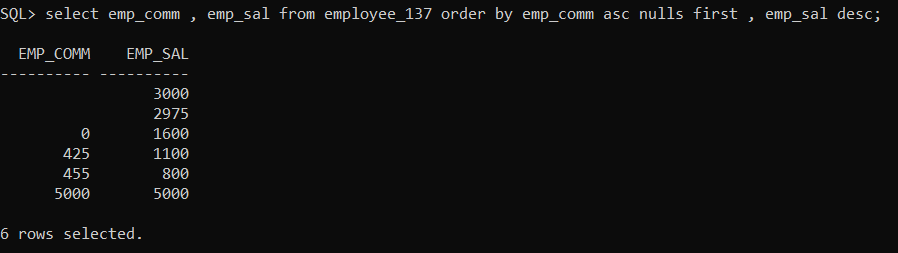 SQL> select emp_comm , emp_sal from employee_137 order by emp_comm asc nulls first , emp_sal desc;
EMP_COMM EMP_SAL
---------- ----------
3000
2975
0 1600
425 1100
455 800
5000 5000
6 rows selected.